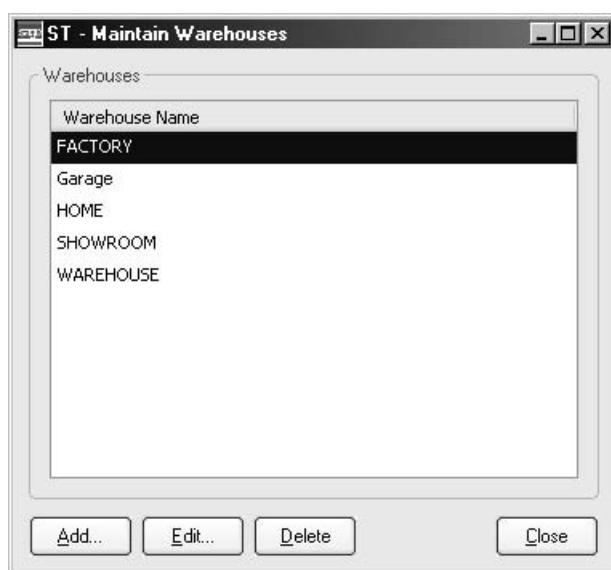 ST - Maintain Warehouses
Warehouses
Warehouse Name
FACTORY
Garage
HOME
SHOWROOM
WAREHOUSE
Add... Edit... Delete Close